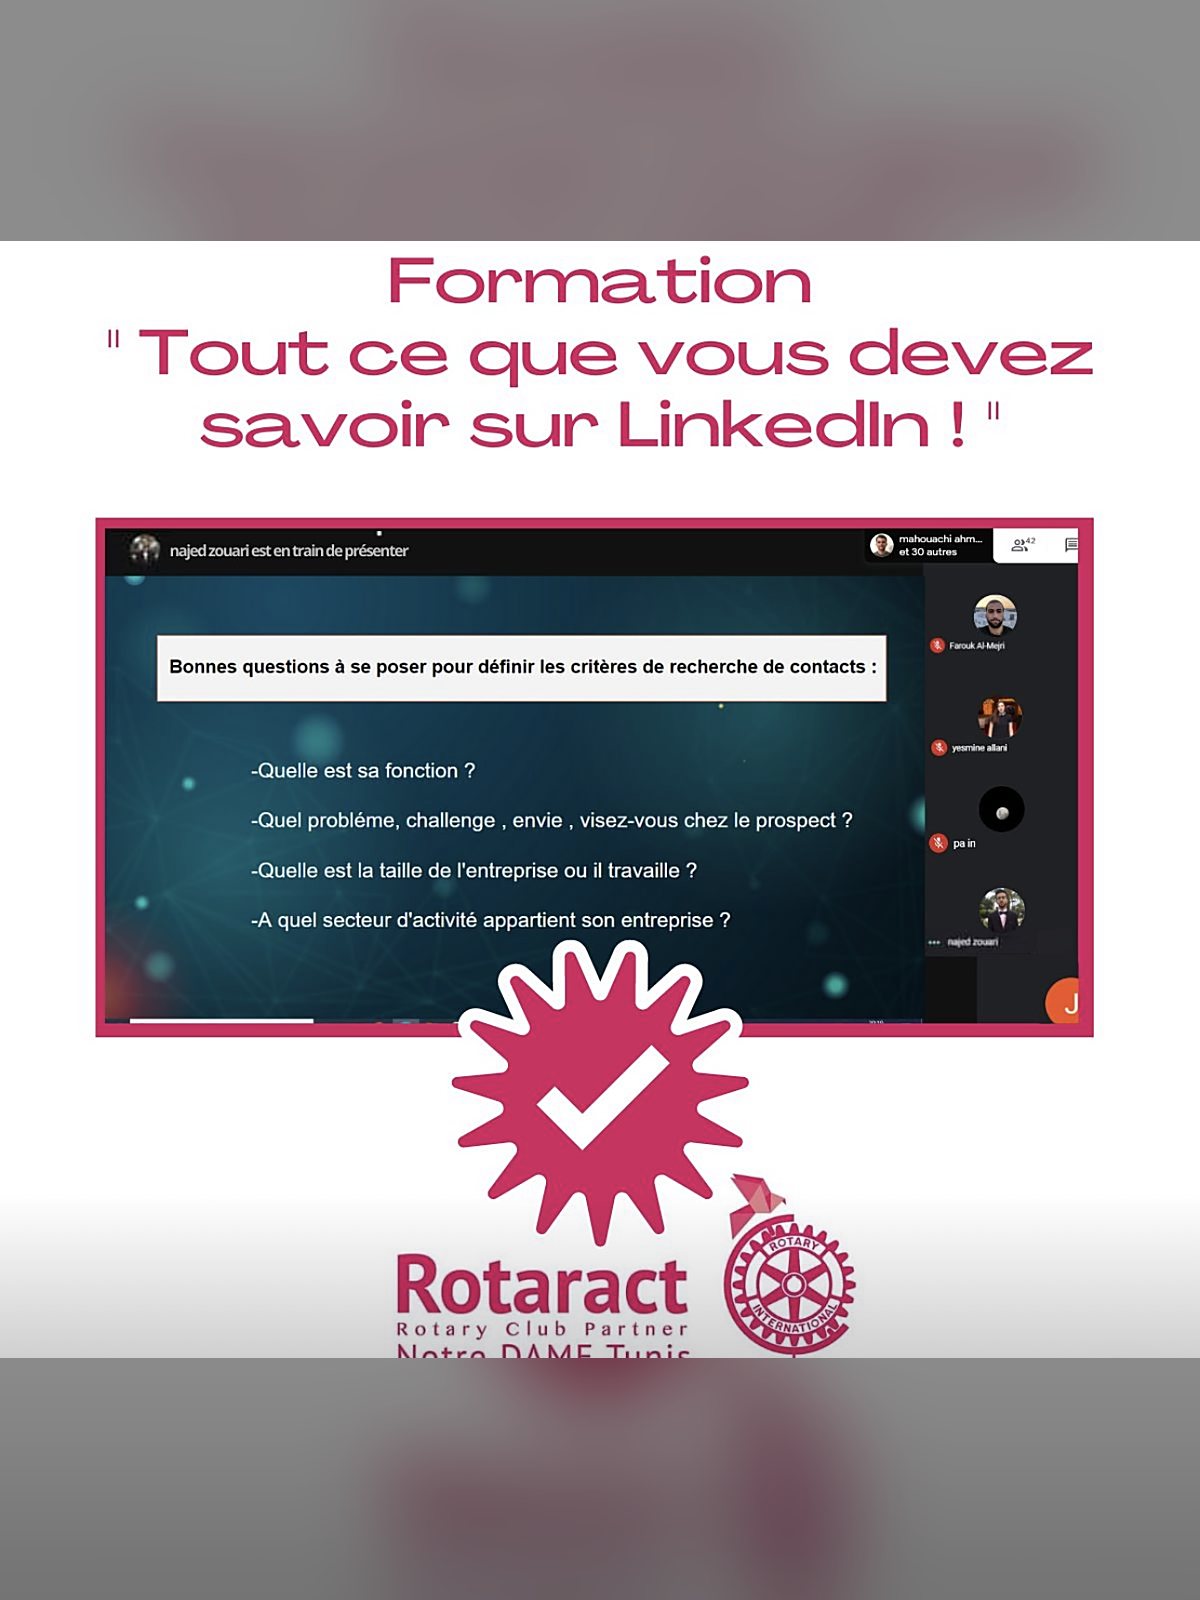 Formation
" Tout ce que vous devez
savoir sur LinkedIn ! "
najed zouari est en train de présenter
mahouachi ahm...
et 30 autres
42
Bonnes questions à se poser pour définir les critères de recherche de contacts :
-Quelle est sa fonction ?
-Quel probléme, challenge , envie , visez-vous chez le prospect ?
-Quelle est la taille de l'entreprise ou il travaille ?
-A quel secteur d'activité appartient son entreprise ?
Farouk Al-Mejri
yesmine allani
pa in
najed zouari
J
Rotaract
Rotary Club Partner
Notre DAME Tunis
ROTARY
INTERNATIONAL